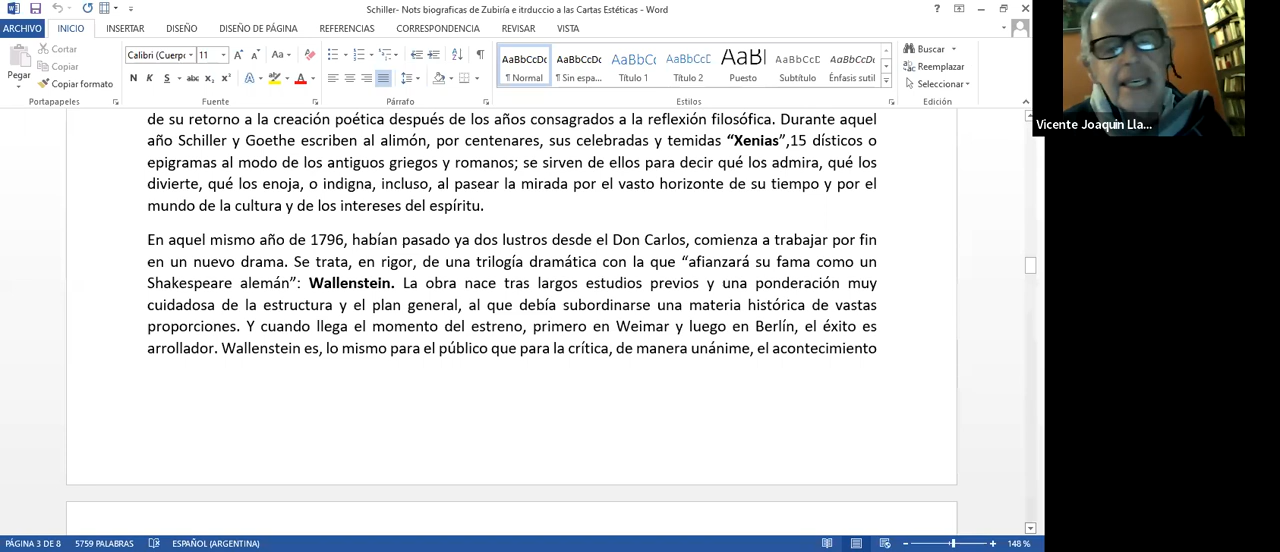 Schiller- Nots biograficas de Zubiría e itrduccio a las Cartas Estéticas - Word
ARCHIVO INICIO INSERTAR DISEÑO DISEÑO DE PÁGINA REFERENCIAS CORRESPONDENCIA REVISAR VISTA
Pegar
Cortar
Copiar
Copiar formato
Portapapeles
Calibri (Cuerpo 11
Fuente
Párrafo
AaBbCcDc AaBbCcDc AaBbCc AaBbCcD AaBl AaBbCcD AaBbCcDc
¶ Normal ¶ Sin espa... Título 1 Título 2 Puesto Subtítulo Énfasis sutil
Estilos
Buscar
Reemplazar
Seleccionar
Edición
Vicente Joaquin Lla...
de su retorno a la creación poética después de los años consagrados a la reflexión filosófica. Durante aquel
año Schiller y Goethe escriben al alimón, por centenares, sus celebradas y temidas “Xenias”,15 dísticos o
epigramas al modo de los antiguos griegos y romanos; se sirven de ellos para decir qué los admira, qué los
divierte, qué los enoja, o indigna, incluso, al pasear la mirada por el vasto horizonte de su tiempo y por el
mundo de la cultura y de los intereses del espíritu.
En aquel mismo año de 1796, habían pasado ya dos lustros desde el Don Carlos, comienza a trabajar por fin
en un nuevo drama. Se trata, en rigor, de una trilogía dramática con la que “afianzará su fama como un
Shakespeare alemán”: Wallenstein. La obra nace tras largos estudios previos y una ponderación muy
cuidadosa de la estructura y el plan general, al que debía subordinarse una materia histórica de vastas
proporciones. Y cuando llega el momento del estreno, primero en Weimar y luego en Berlín, el éxito es
arrollador. Wallenstein es, lo mismo para el público que para la crítica, de manera unánime, el acontecimiento
PÁGINA 3 DE 8 5759 PALABRAS ESPAÑOL (ARGENTINA) 148 %